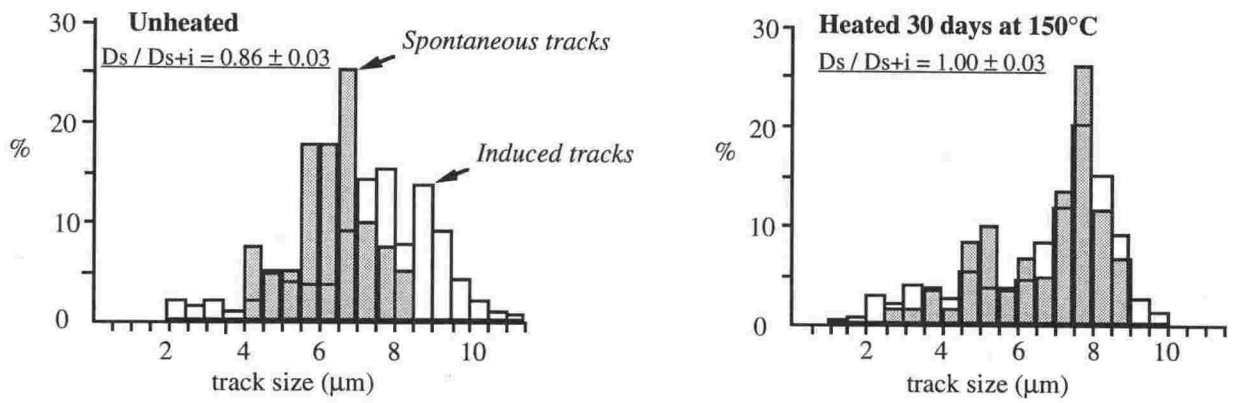 Unheated
Ds / Ds+i = 0.86 ± 0.03
Spontaneous tracks
Induced tracks
30
20
10
0
%
2 4 6 8 10
track size (μm)
Heated 30 days at 150°C
Ds / Ds+i = 1.00 ± 0.03
30
20
10
0
%
2 4 6 8 10
track size (μm)